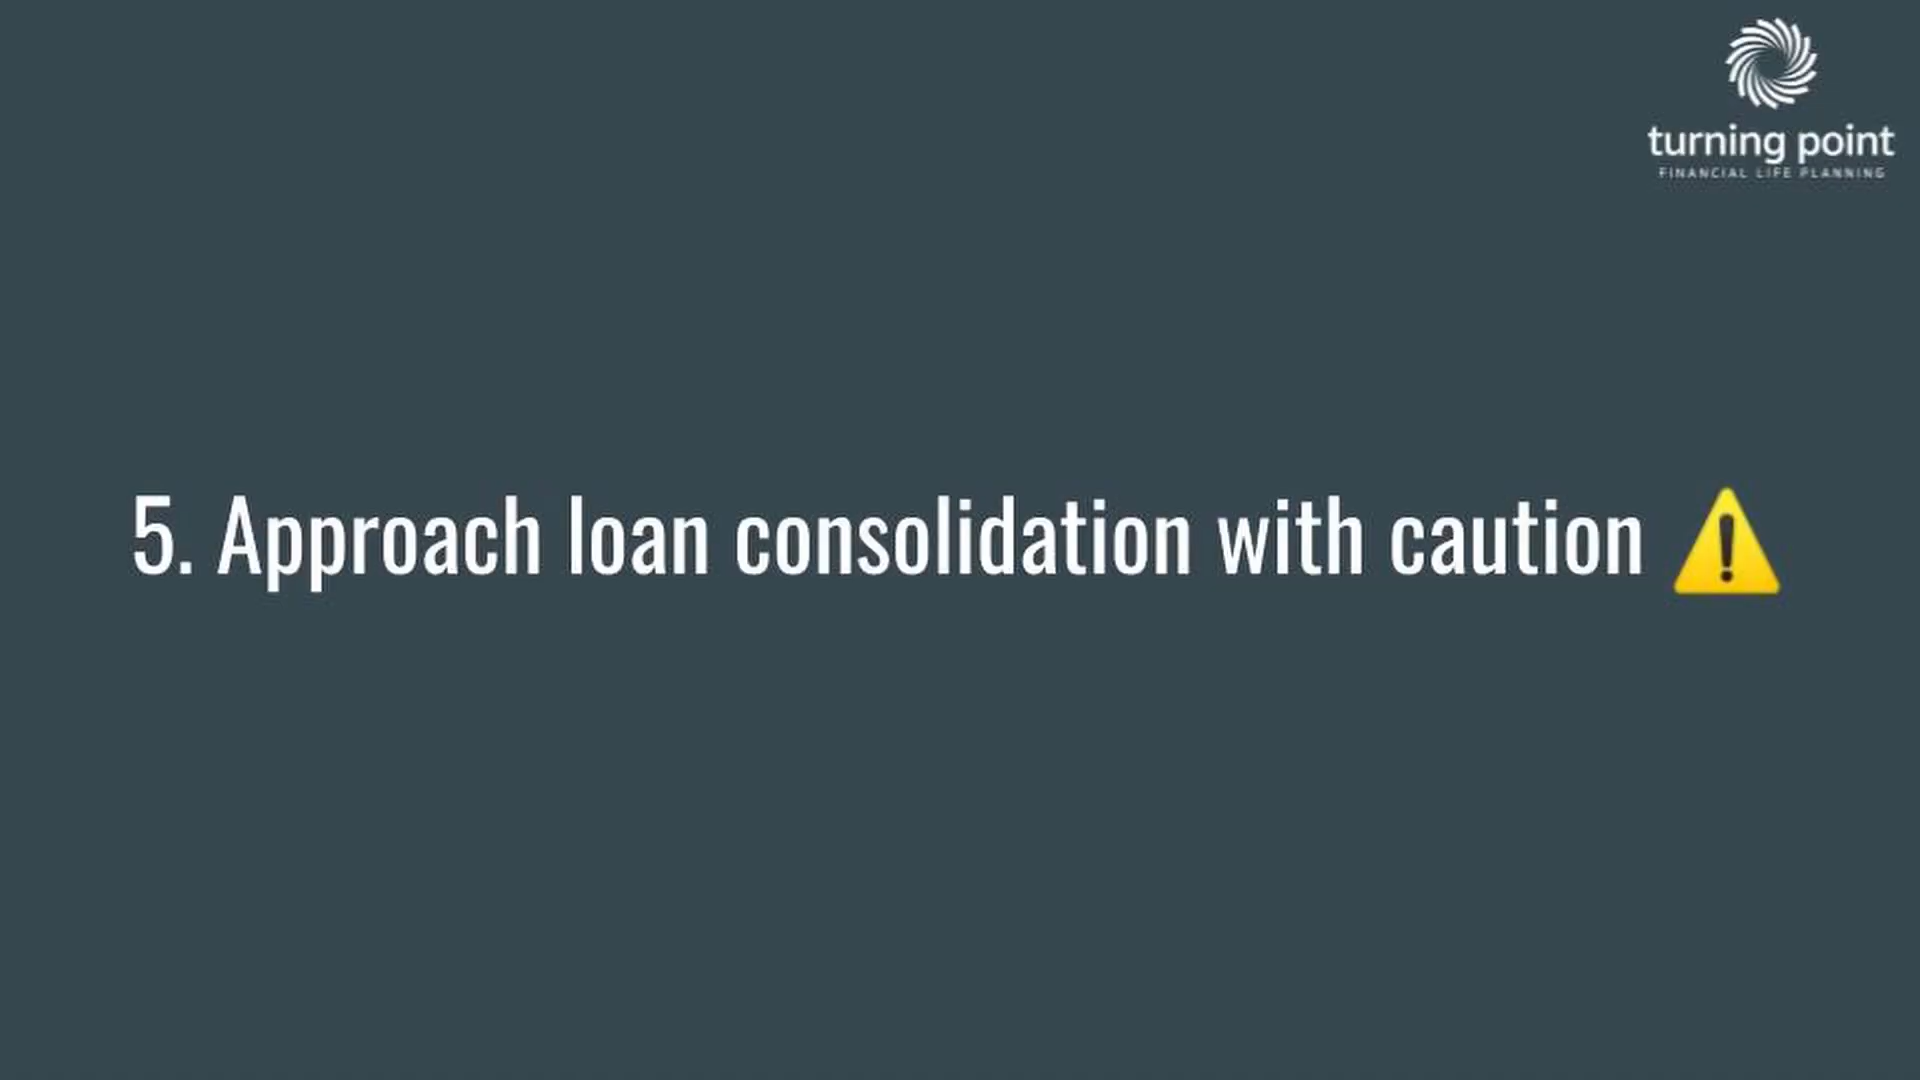 turning point
FINANCIAL LIFE PLANNING
5. Approach loan consolidation with caution ⚠️